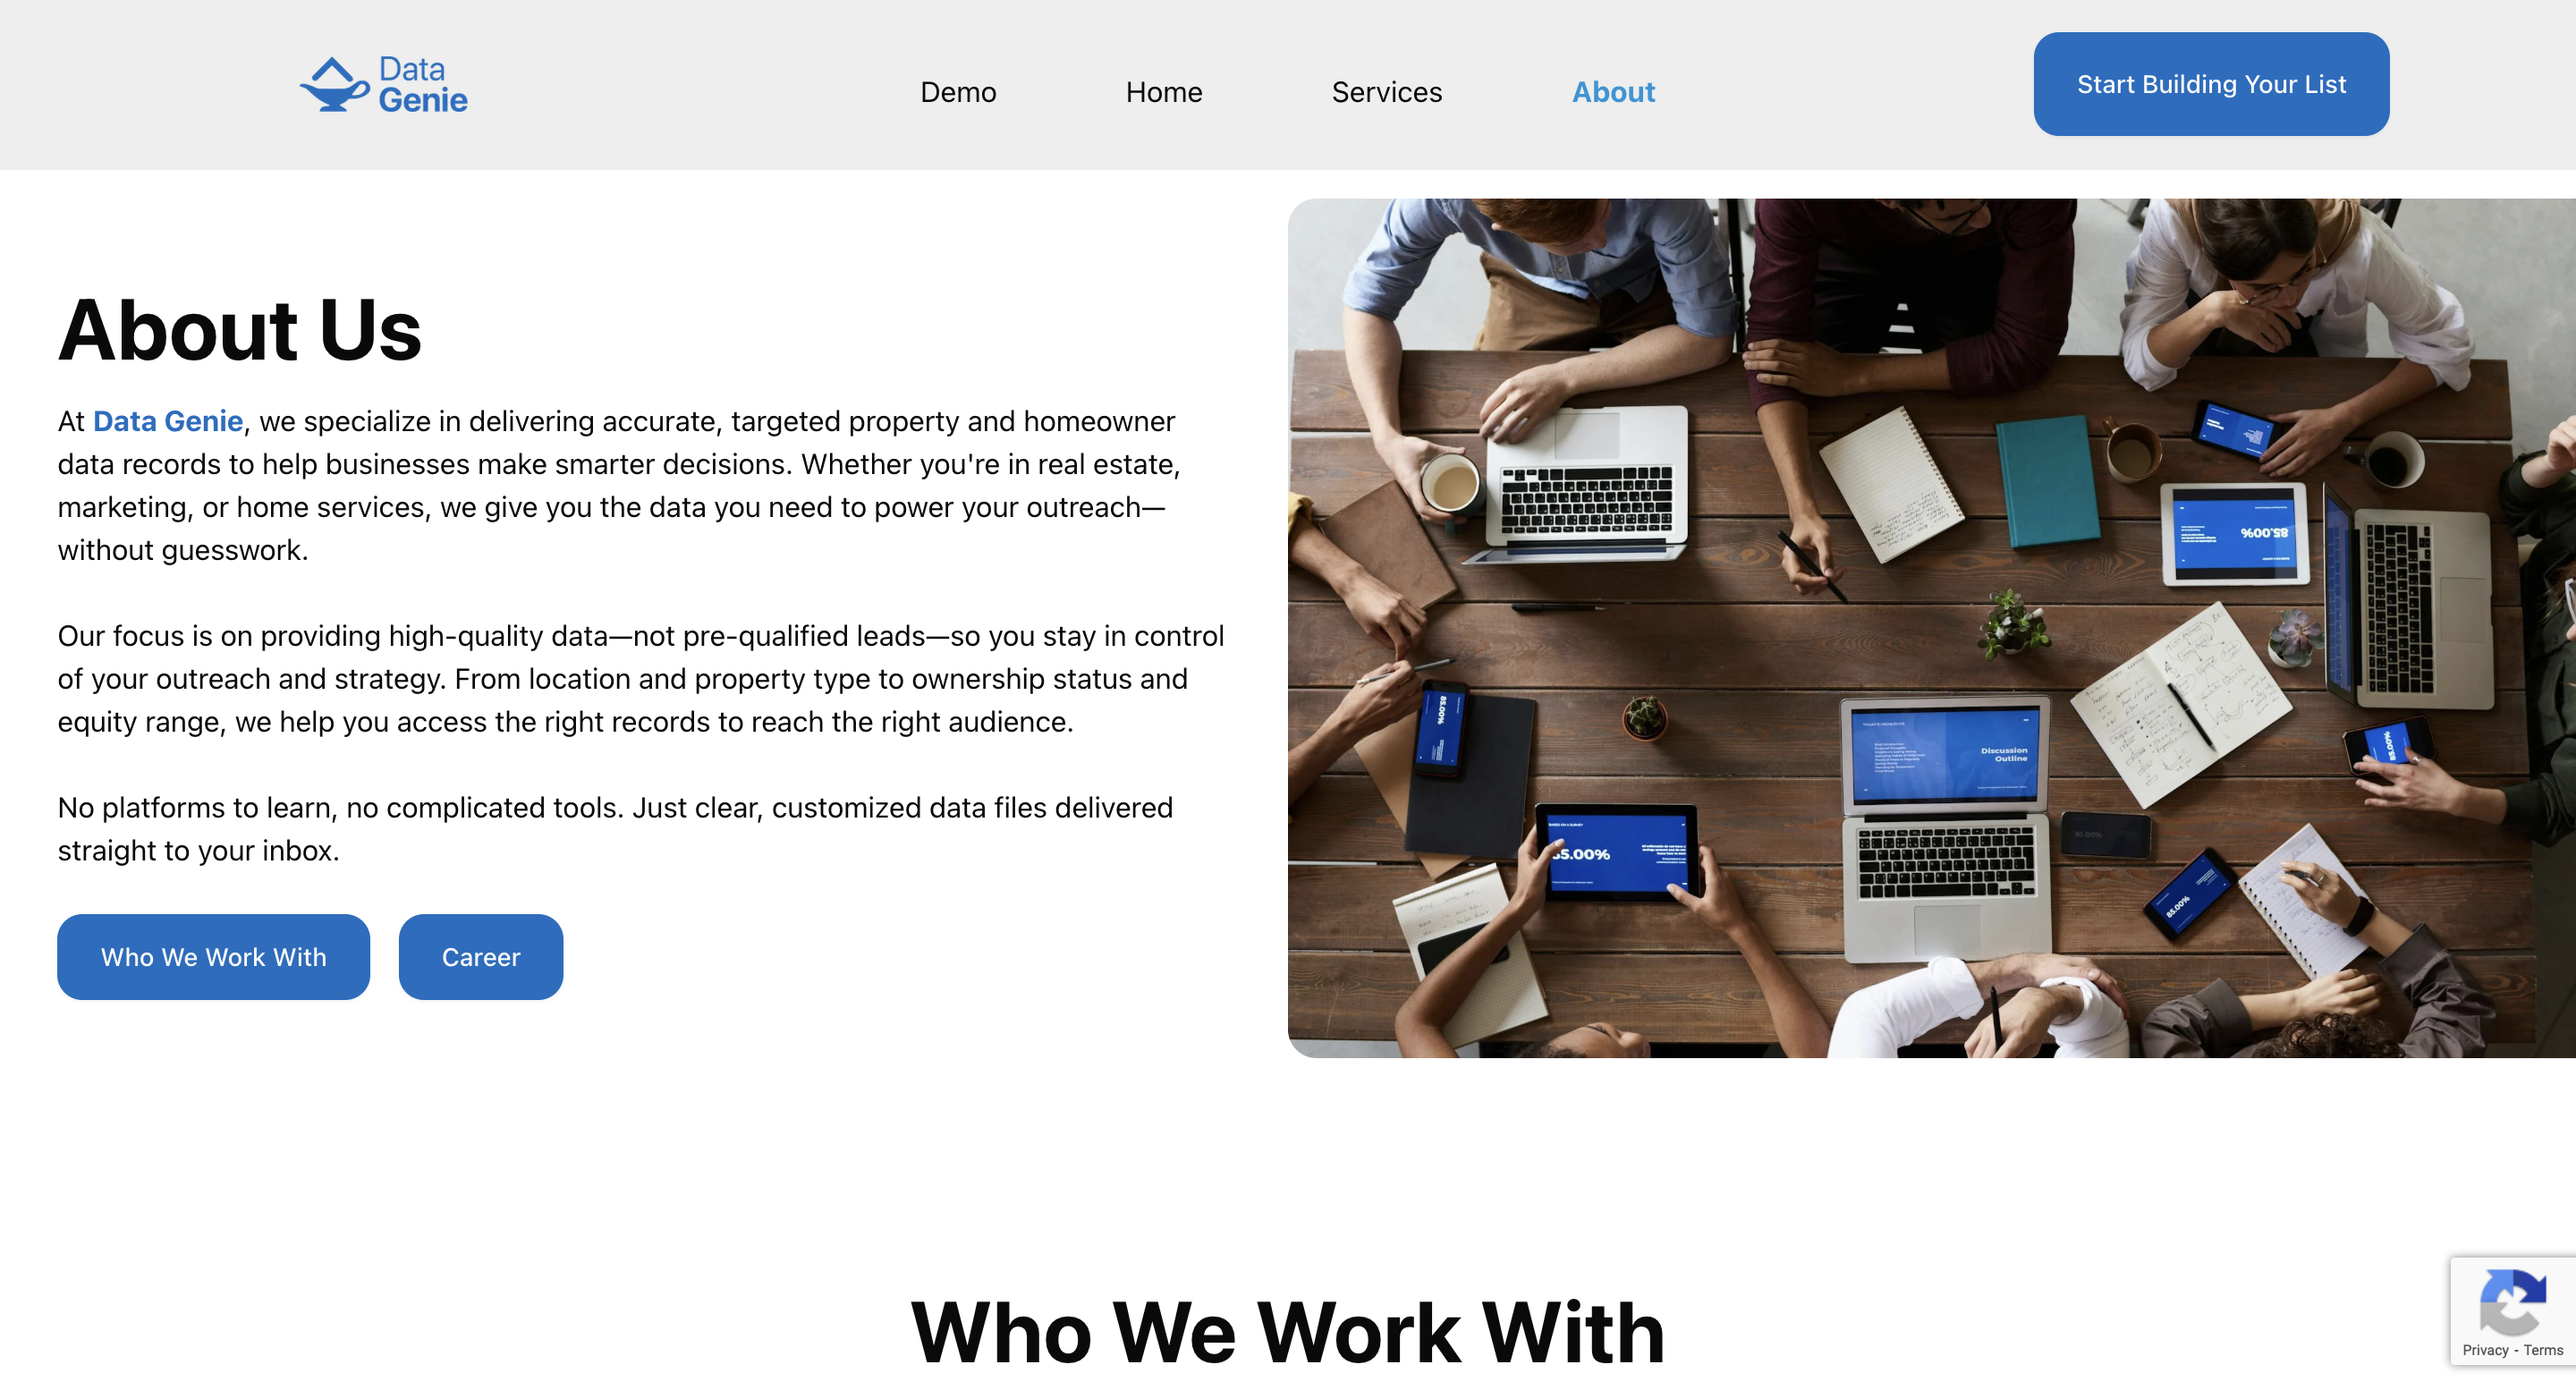 Data
Genie
Demo
Home
Services
About
Start Building Your List
About Us
At Data Genie, we specialize in delivering accurate, targeted property and homeowner
data records to help businesses make smarter decisions. Whether you're in real estate,
marketing, or home services, we give you the data you need to power your outreach—
without guesswork.
Our focus is on providing high-quality data—not pre-qualified leads—so you stay in control
of your outreach and strategy. From location and property type to ownership status and
equity range, we help you access the right records to reach the right audience.
No platforms to learn, no complicated tools. Just clear, customized data files delivered
straight to your inbox.
Who We Work With
Career
85.00%
85.00%
Discussion
Outline
85.00%
85.00%
85.00%
Who We Work With
Privacy - Terms